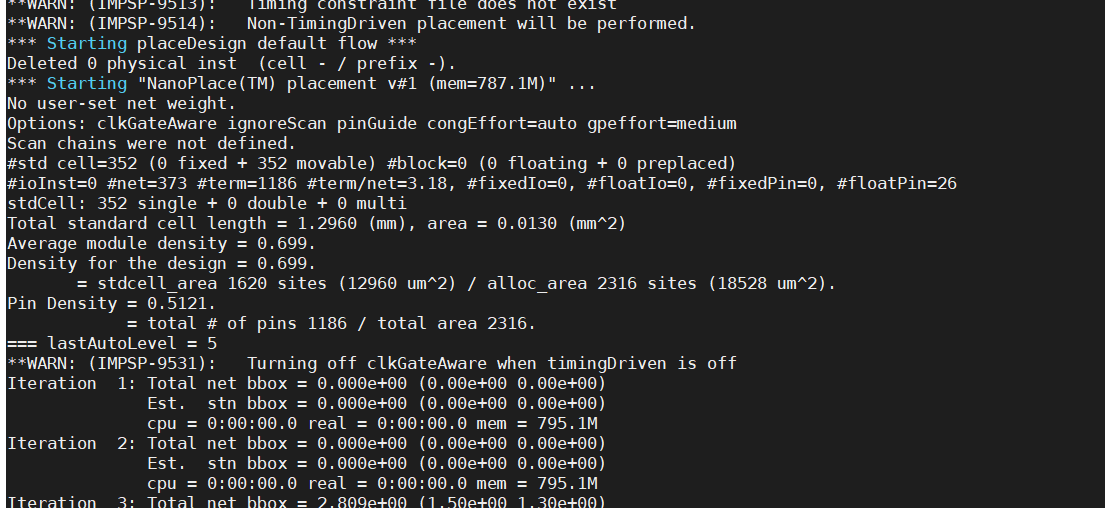 **WARN: (IMPSP-9513):   Timing constraint file does not exist
**WARN: (IMPSP-9514):   Non-TimingDriven placement will be performed.
*** Starting placeDesign default flow ***
Deleted 0 physical inst  (cell - / prefix -).
*** Starting "NanoPlace(TM) placement v#1 (mem=787.1M)" ...
No user-set net weight.
Options: clkGateAware ignoreScan pinGuide congEffort=auto gpeffort=medium
Scan chains were not defined.
#std cell=352 (0 fixed + 352 movable) #block=0 (0 floating + 0 preplaced)
#ioInst=0 #net=373 #term=1186 #term/net=3.18, #fixedIo=0, #floatIo=0, #fixedPin=0, #floatPin=26
stdCell: 352 single + 0 double + 0 multi
Total standard cell length = 1.2960 (mm), area = 0.0130 (mm^2)
Average module density = 0.699.
Density for the design = 0.699.
       = stdcell_area 1620 sites (12960 um^2) / alloc_area 2316 sites (18528 um^2).
Pin Density = 0.5121.
            = total # of pins 1186 / total area 2316.
=== lastAutoLevel = 5
**WARN: (IMPSP-9531):   Turning off clkGateAware when timingDriven is off
Iteration  1: Total net bbox = 0.000e+00 (0.00e+00 0.00e+00)
              Est.  stn bbox = 0.000e+00 (0.00e+00 0.00e+00)
              cpu = 0:00:00.0 real = 0:00:00.0 mem = 795.1M
Iteration  2: Total net bbox = 0.000e+00 (0.00e+00 0.00e+00)
              Est.  stn bbox = 0.000e+00 (0.00e+00 0.00e+00)
              cpu = 0:00:00.0 real = 0:00:00.0 mem = 795.1M
Iteration  3: Total net bbox = 2.809e+00 (1.50e+00 1.30e+00)